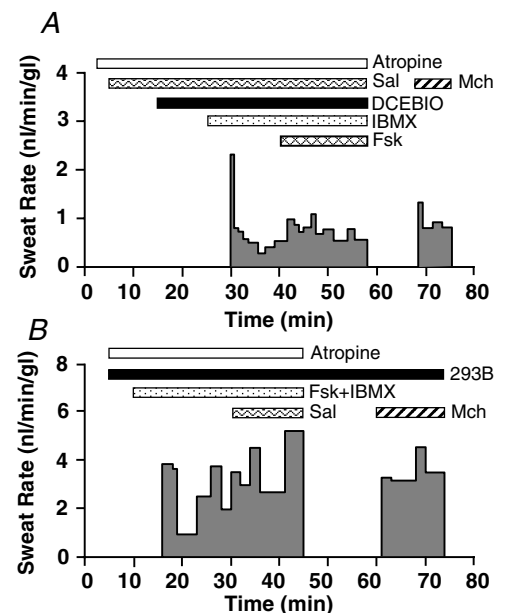 A
Sweat Rate (nl/min/gl)
Atropine
4
Sal
Mch
DCEBIO
3
IBMX
Fsk
2
1
0
0 10 20 30 40 50 60 70 80
Time (min)
B
Sweat Rate (nl/min/gl)
Atropine
8
293B
Fsk+IBMX
6
Sal
Mch
4
2
0
0 10 20 30 40 50 60 70 80
Time (min)